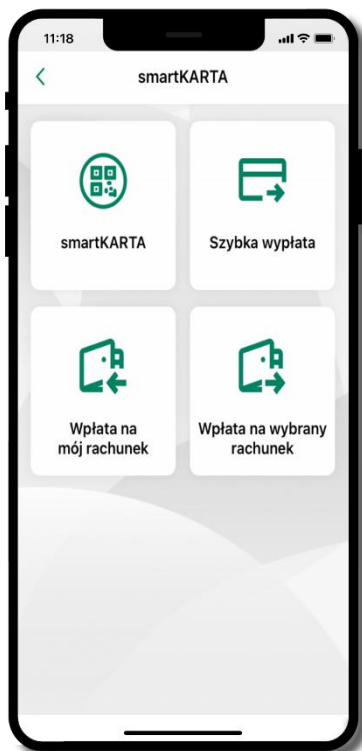 11:18
smartKARTA
smartKARTA
Szybka wypłata
Wpłata na
mój rachunek
Wpłata na wybrany
rachunek